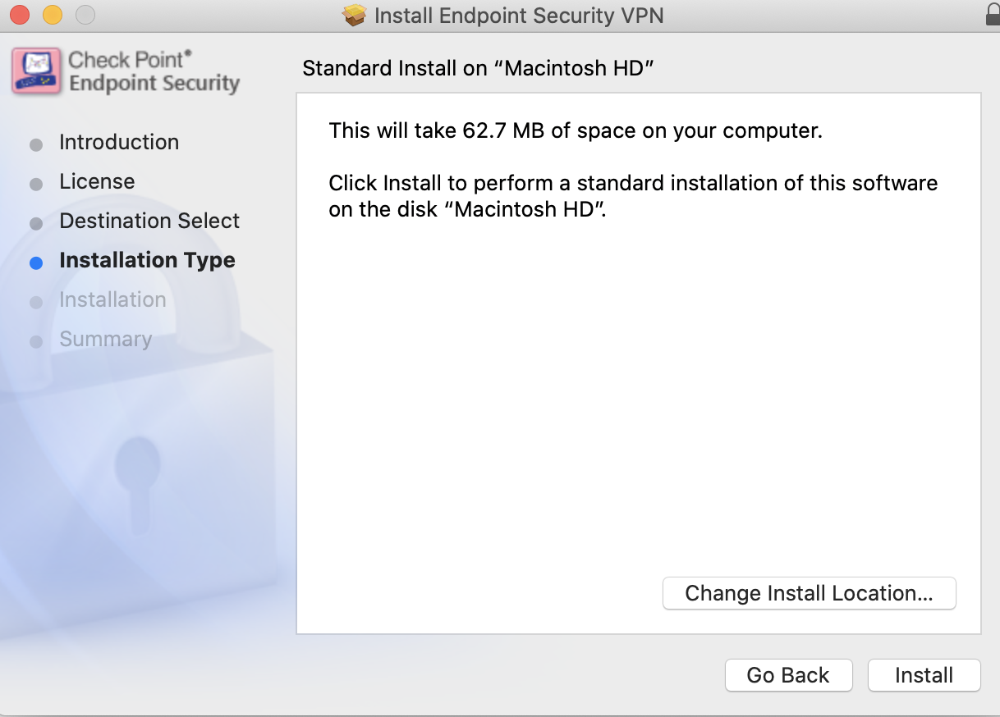 Install Endpoint Security VPN
Check Point®
Endpoint Security
Introduction
License
Destination Select
Installation Type
Installation
Summary
Standard Install on “Macintosh HD”
This will take 62.7 MB of space on your computer.
Click Install to perform a standard installation of this software
on the disk “Macintosh HD”.
Change Install Location...
Go Back
Install